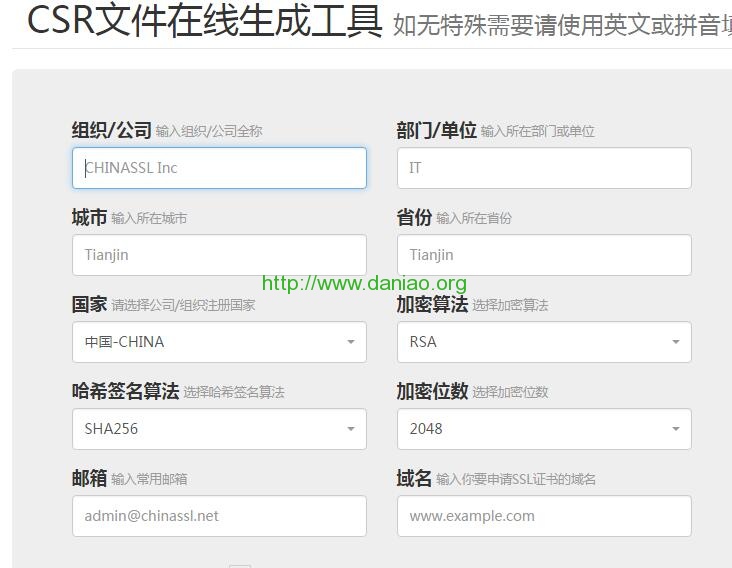 CSR文件在线生成工具 如无特殊需要请使用英文或拼音
组织/公司 输入组织/公司全称 部门/单位 输入所在部门或单位
CHINASSL Inc IT
城市 输入所在城市 省份 输入所在省份
Tianjin Tianjin
http://www.daniao.org
国家 请选择公司/组织注册国家 加密算法 选择加密算法
中国-CHINA RSA
哈希签名算法 选择哈希签名算法 加密位数 选择加密位数
SHA256 2048
邮箱 输入常用邮箱 域名 输入你要申请SSL证书的域名
admin@chinassl.net www.example.com